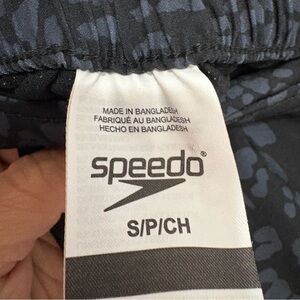 MADE IN BANGLADESH
FABRIQUÉ AU BANGLADESH
HECHO EN BANGLADESH
speedo®
S/P/CH